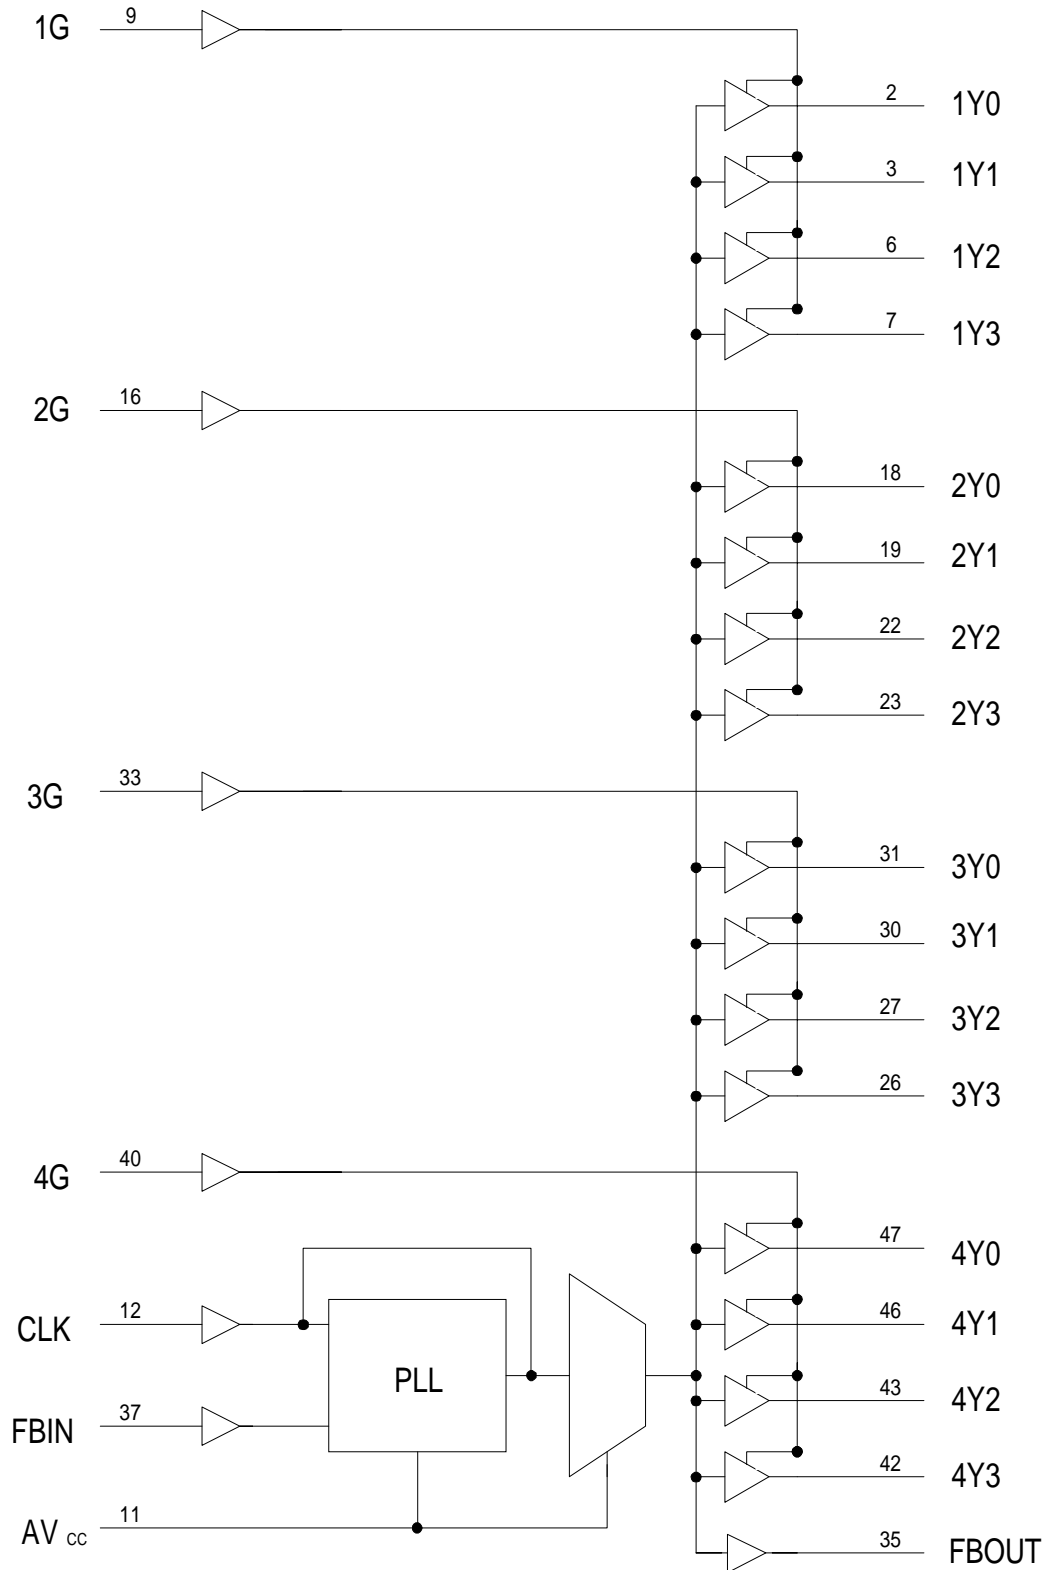 1G 9
2 1Y0
3 1Y1
6 1Y2
7 1Y3
2G 16
18 2Y0
19 2Y1
22 2Y2
23 2Y3
3G 33
31 3Y0
30 3Y1
27 3Y2
26 3Y3
4G 40
47 4Y0
CLK 12
46 4Y1
PLL
43 4Y2
FBIN 37
42 4Y3
AV CC 11
35 FBOUT